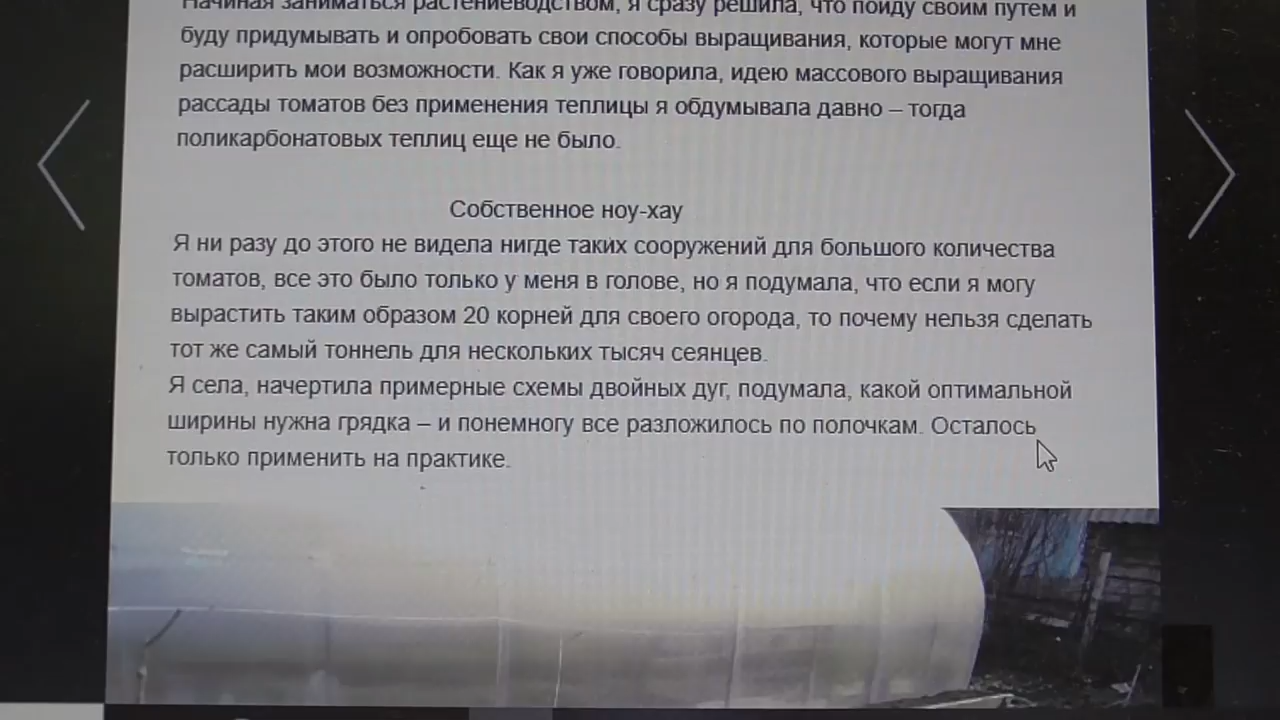 Начиная заниматься растениеводством, я сразу решила, что пойду своим путем и
буду придумывать и опробовать свои способы выращивания, которые могут мне
расширить мои возможности. Как я уже говорила, идею массового выращивания
рассады томатов без применения теплицы я обдумывала давно – тогда
поликарбонатовых теплиц еще не было.
Собственное ноу-хау
Я ни разу до этого не видела нигде таких сооружений для большого количества
томатов, все это было только у меня в голове, но я подумала, что если я могу
вырастить таким образом 20 корней для своего огорода, то почему нельзя сделать
тот же самый тоннель для нескольких тысяч сеянцев.
Я села, начертила примерные схемы двойных дуг, подумала, какой оптимальной
ширины нужна грядка – и понемногу все разложилось по полочкам. Осталось
только применить на практике.